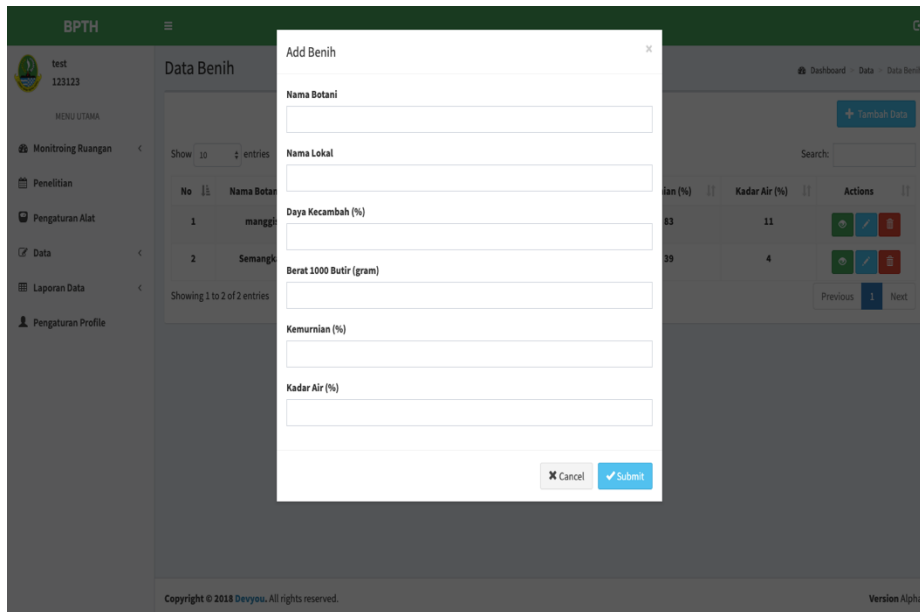 BPTH
test
123123
MENU UTAMA
Monitroing Ruangan
Penelitian
Pengaturan Alat
Data
Laporan Data
Pengaturan Profile
Data Benih
Dashboard > Data > Data Benih
Tambah Data
Show 10 entries
Search:
No Nama Botan ian (%) Kadar Air (%) Actions
1 manggi 83 11
2 Semangk 39 4
Showing 1 to 2 of 2 entries
Previous 1 Next
Add Benih
×
Nama Botani
Nama Lokal
Daya Kecambah (%)
Berat 1000 Butir (gram)
Kemurnian (%)
Kadar Air (%)
Cancel
Submit
Copyright © 2018 Devyou. All rights reserved.
Version Alpha